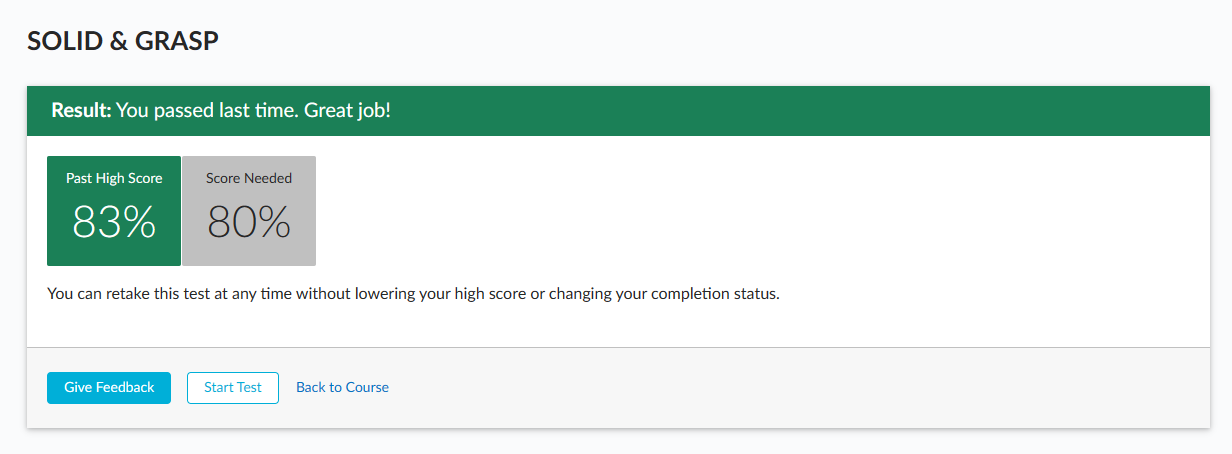 SOLID & GRASP
Result: You passed last time. Great job!
Past High Score
83%
Score Needed
80%
You can retake this test at any time without lowering your high score or changing your completion status.
Give Feedback
Start Test
Back to Course